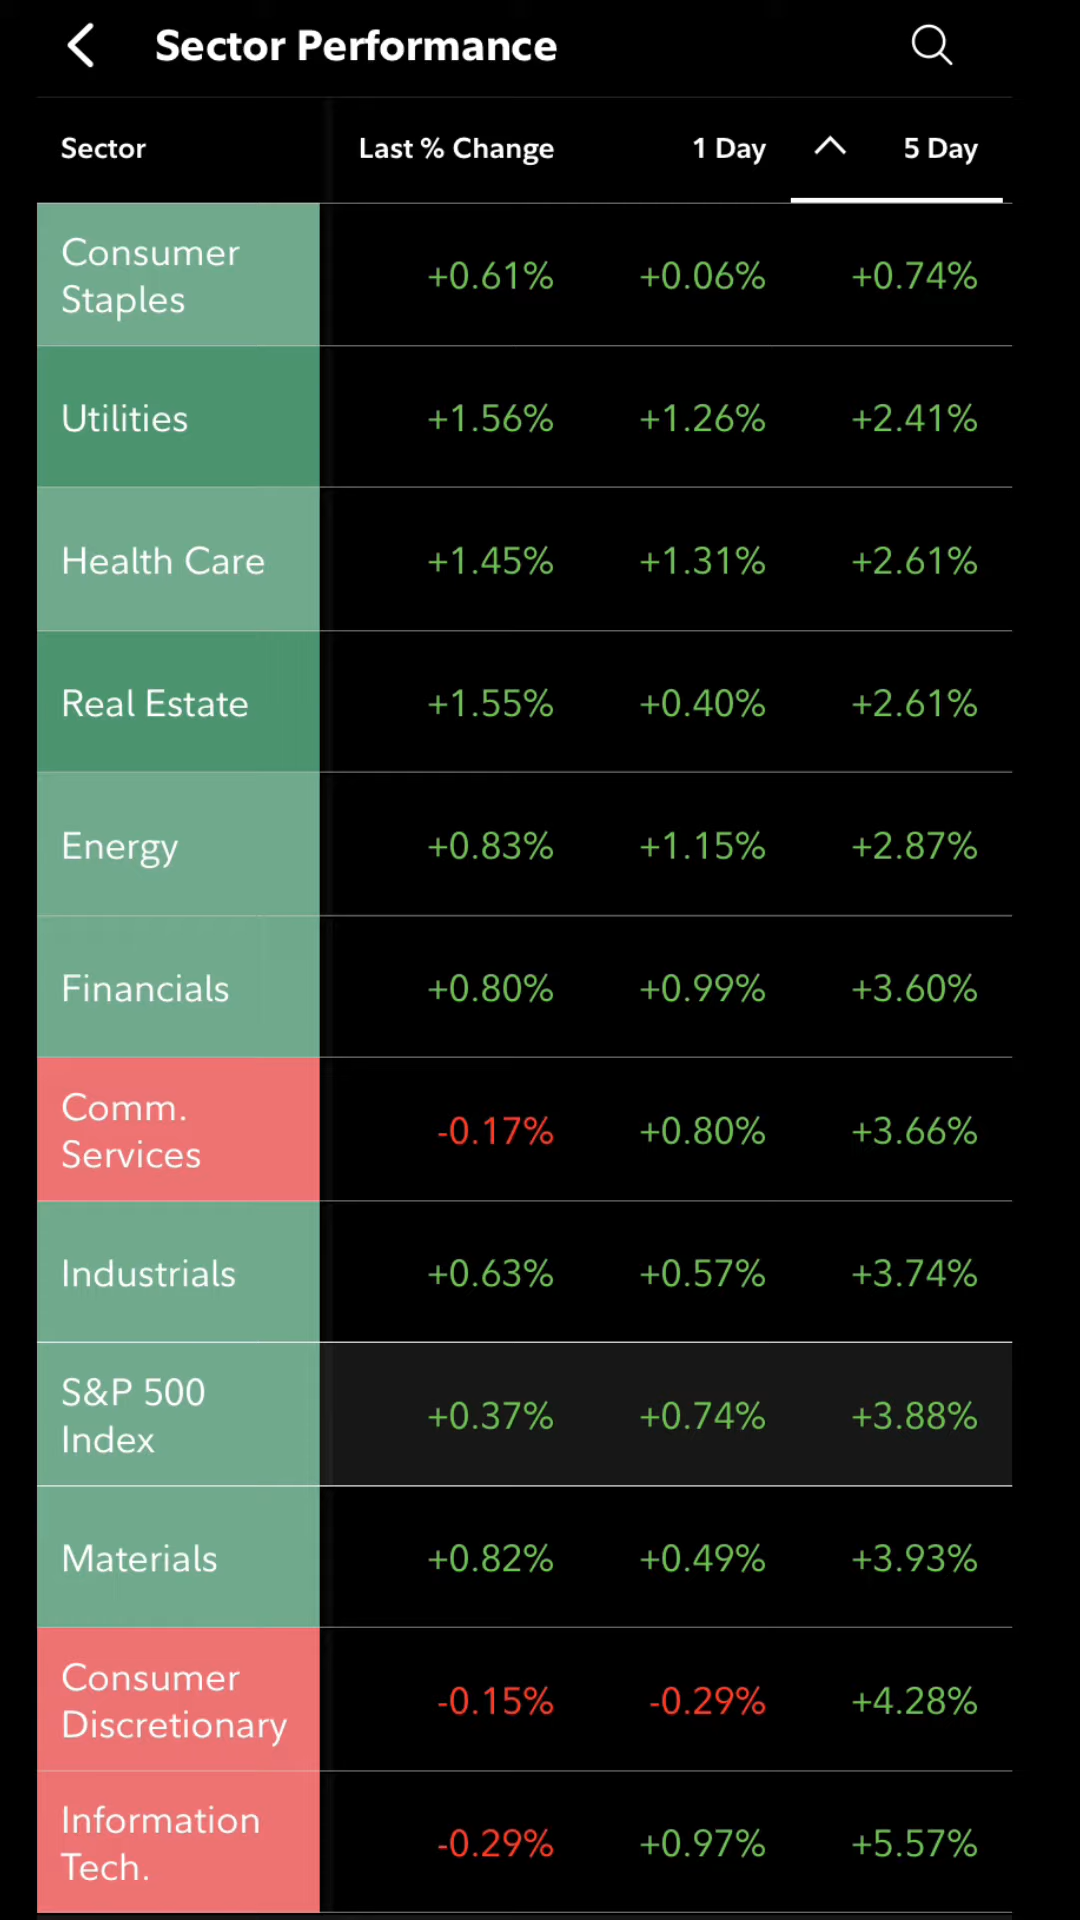 Sector Performance
Sector Last % Change 1 Day 5 Day
Consumer
Staples
+0.61% +0.06% +0.74%
Utilities +1.56% +1.26% +2.41%
Health Care +1.45% +1.31% +2.61%
Real Estate +1.55% +0.40% +2.61%
Energy +0.83% +1.15% +2.87%
Financials +0.80% +0.99% +3.60%
Comm.
Services
-0.17% +0.80% +3.66%
Industrials +0.63% +0.57% +3.74%
S&P 500
Index
+0.37% +0.74% +3.88%
Materials +0.82% +0.49% +3.93%
Consumer
Discretionary
-0.15% -0.29% +4.28%
Information
Tech.
-0.29% +0.97% +5.57%